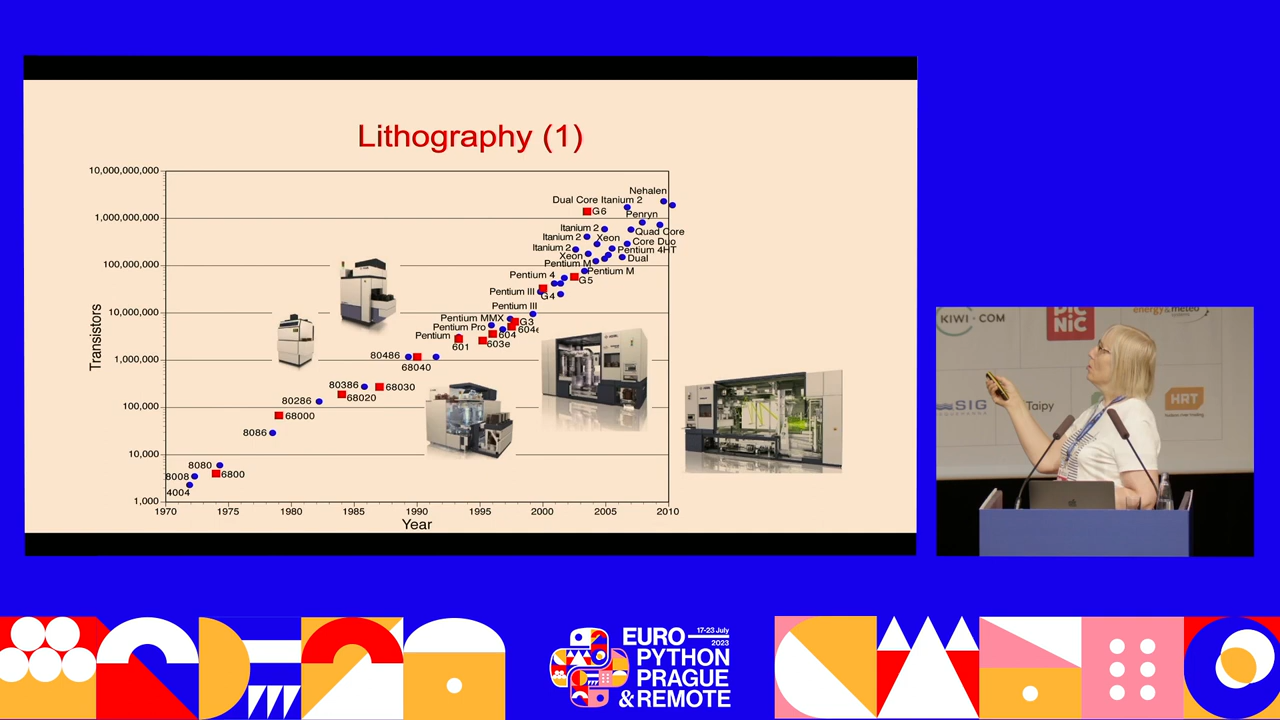 Lithography (1)
10,000,000,000
1,000,000,000
100,000,000
10,000,000
1,000,000
100,000
10,000
1,000
Transistors
1970
1975
1980
1985
1990
1995
2000
2005
2010
Year
Nehalen
Dual Core Itanium 2
G6
Penryn
Itanium 2
Quad Core
Itanium 2
Xeon
Core Duo
Itanium 2
Pentium 4HT
Xeon
Dual
Pentium M
Pentium M
Pentium 4
G5
Pentium III
G4
Pentium III
Pentium MMX
G3
Pentium Pro
604e
Pentium
604
601
603e
80486
68040
80386
68030
68020
80286
68000
8086
8080
6800
8008
4004
KIWI·COM
PIC
NIC
energy & meteo
systems
SIG
Taipy
HRT
EURO
17-23 July
2023
PYTHON
PRAGUE
& REMOTE